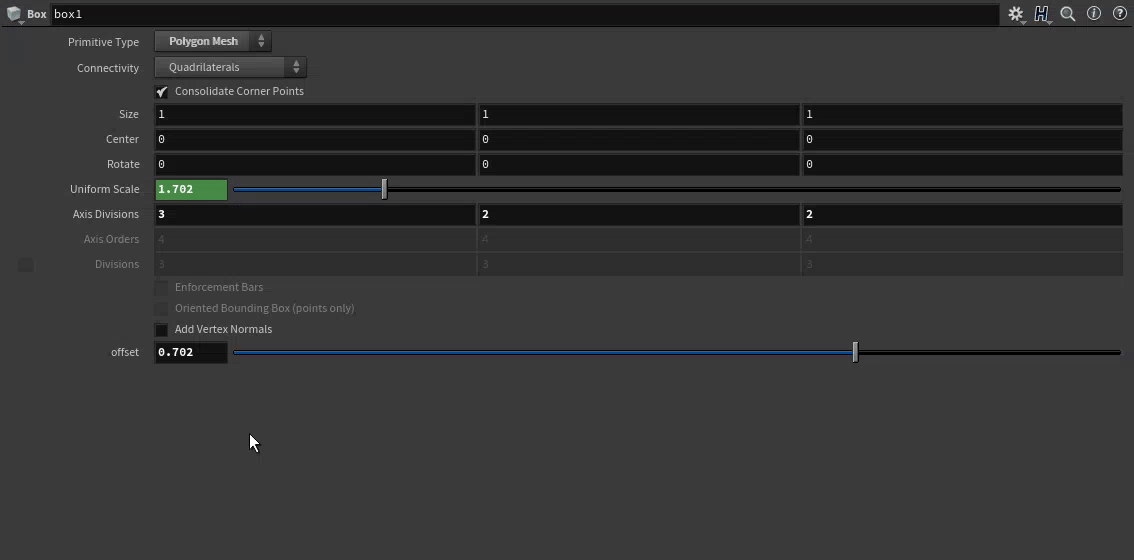 Box box1
Primitive Type Polygon Mesh
Connectivity Quadrilaterals
Consolidate Corner Points
Size 1 1 1
Center 0 0 0
Rotate 0 0 0
Uniform Scale 1.702
Axis Divisions 3 2 2
Axis Orders 4 4 4
Divisions 3 3 3
Enforcement Bars
Oriented Bounding Box (points only)
Add Vertex Normals
offset 0.702